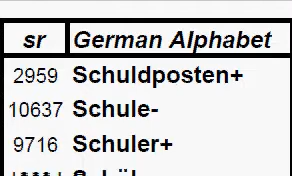 sr German Alphabet
2959 Schuldposten+
10637 Schule-
9716 Schuler+